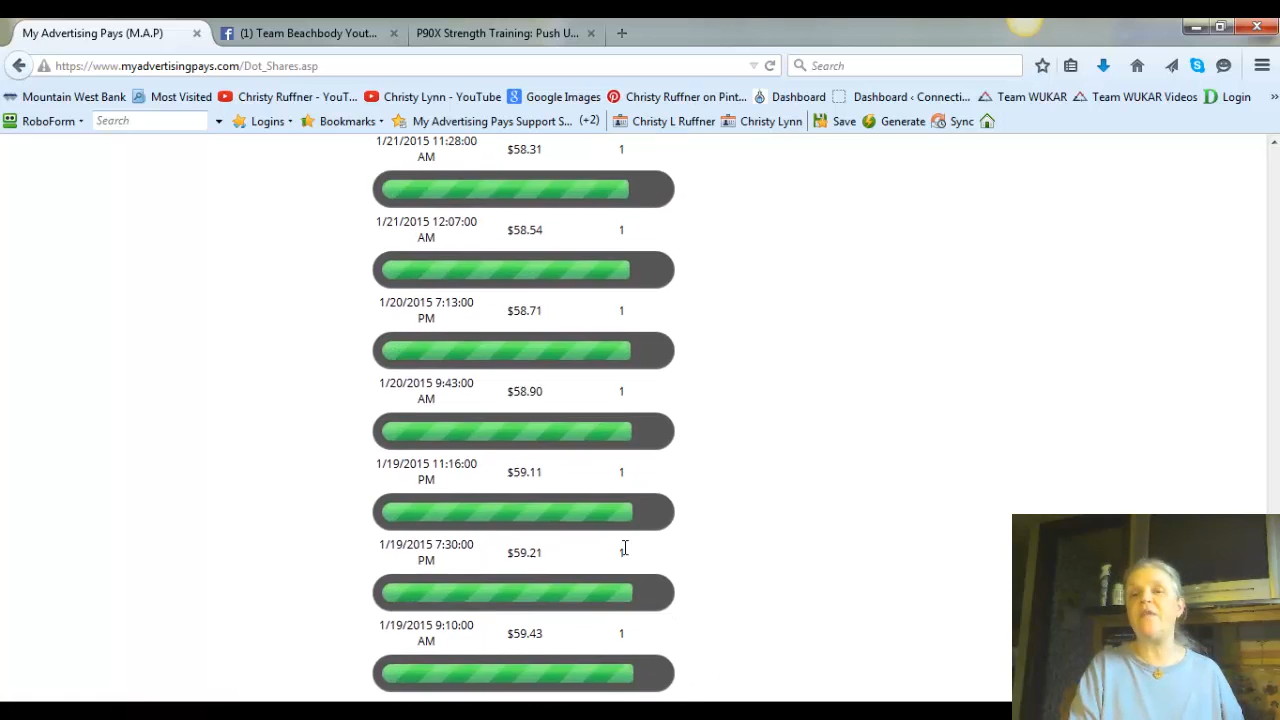 My Advertising Pays (M.A.P)
(1) Team Beachbody Yout...
P90X Strength Training: Push U...
https://www.myadvertisingpays.com/Dot_Shares.asp
Search
Mountain West Bank
Most Visited
Christy Ruffner - YouT...
Christy Lynn - YouTube
Google Images
Christy Ruffner on Pint...
Dashboard
Dashboard ‹ Connecti...
Team WUKAR
Team WUKAR Videos
Login
RoboForm
Search
Logins
Bookmarks
My Advertising Pays Support S...
(+2)
Christy L Ruffner
Christy Lynn
Save
Generate
Sync
1/21/2015 11:28:00
AM
$58.31
1
1/21/2015 12:07:00
AM
$58.54
1
1/20/2015 7:13:00
PM
$58.71
1
1/20/2015 9:43:00
AM
$58.90
1
1/19/2015 11:16:00
PM
$59.11
1
1/19/2015 7:30:00
PM
$59.21
1
1/19/2015 9:10:00
AM
$59.43
1